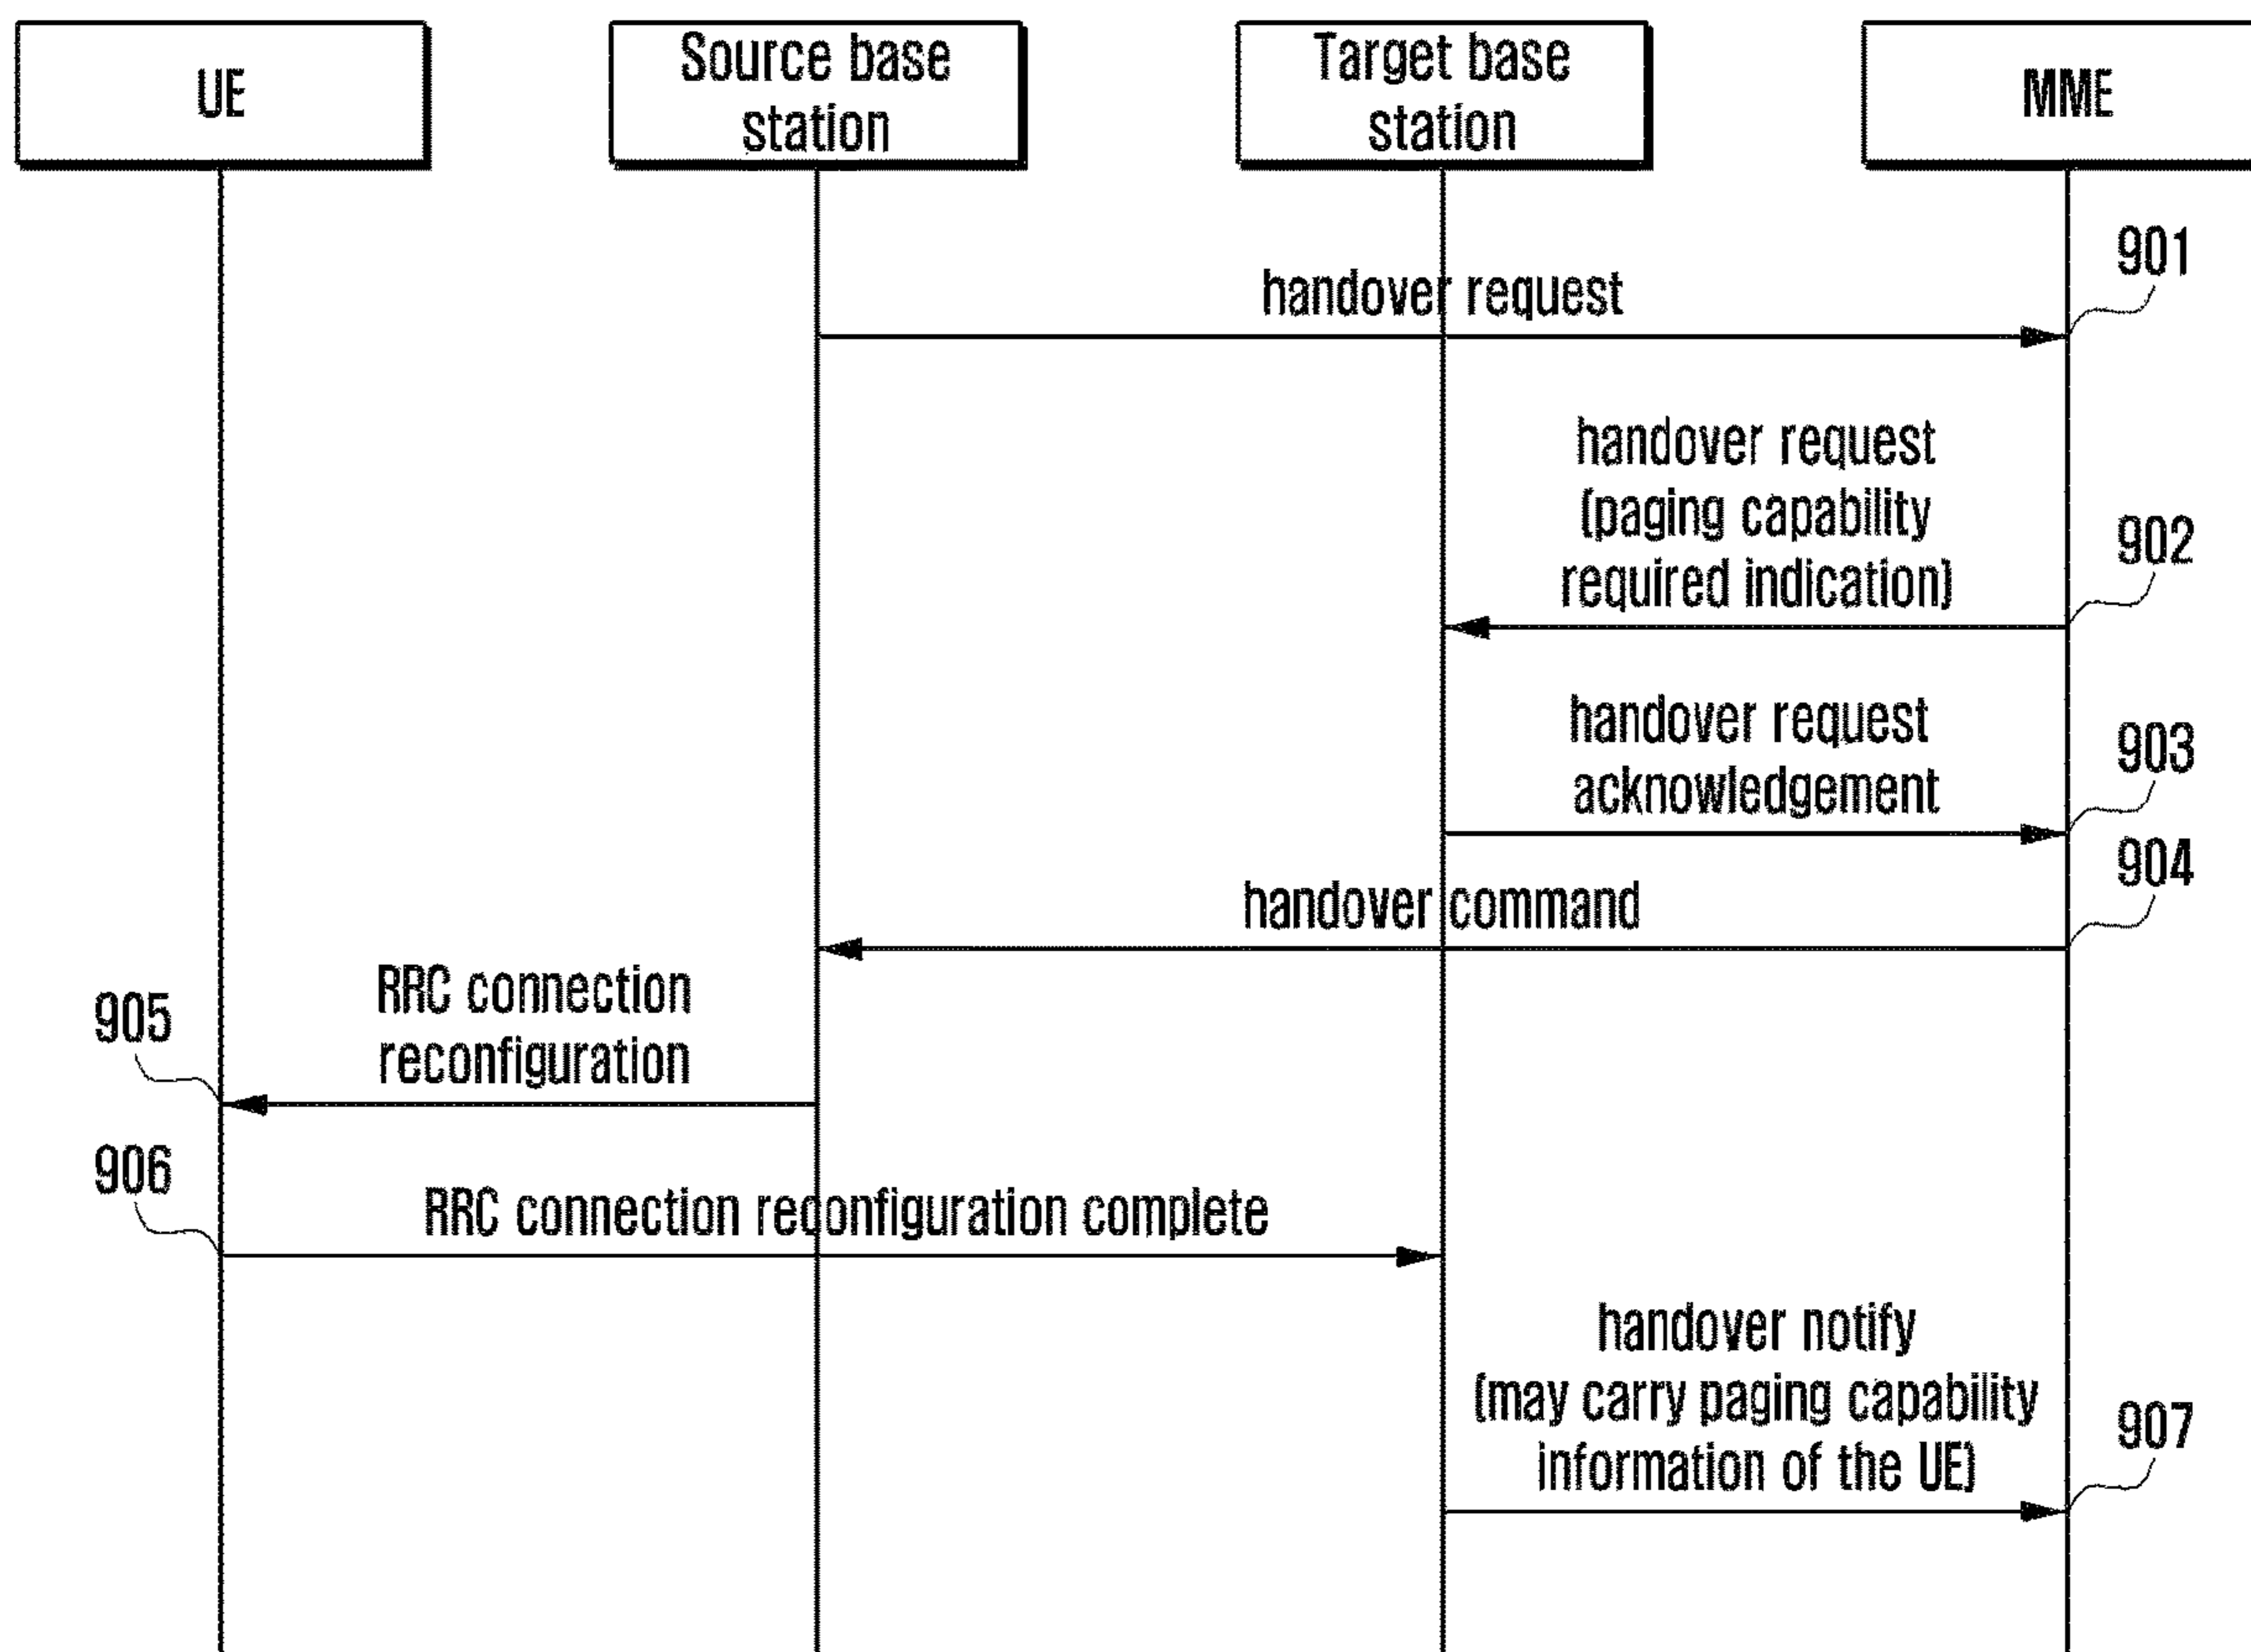 UE
Source base
station
Target base
station
MME
901
handover request
handover request
(paging capability
required indication)
902
handover request
acknowledgement
903
904
handover command
RRC connection
reconfiguration
905
906
RRC connection reconfiguration complete
handover notify
(may carry paging capability
information of the UE)
907